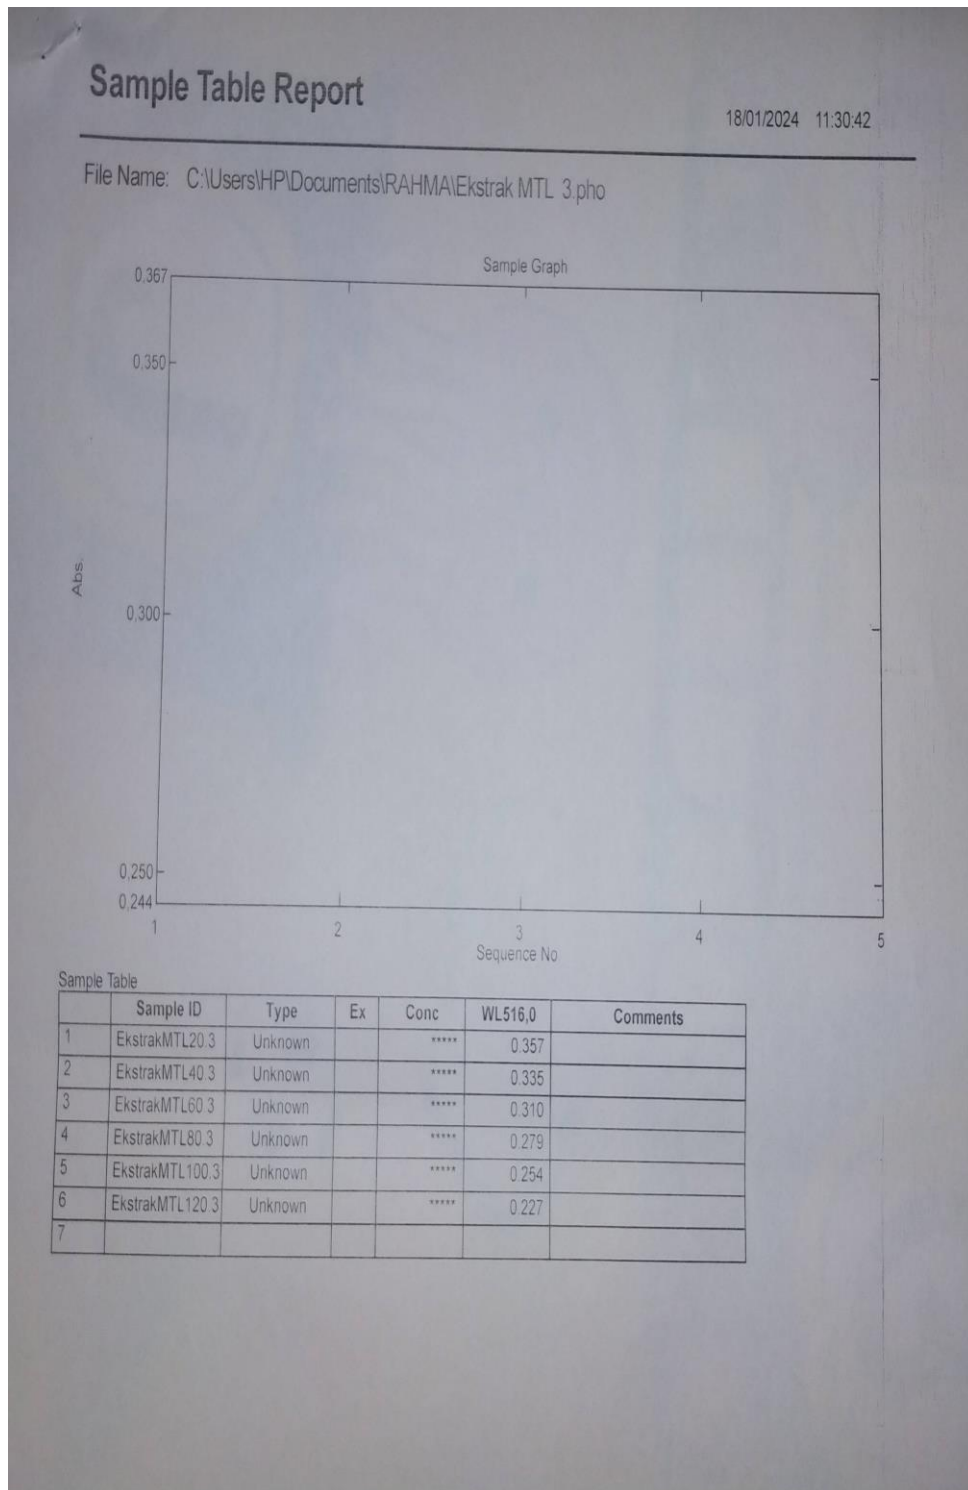 Sample Table Report
18/01/2024 11:30:42
File Name: C:\Users\HP\Documents\RAHMA\Ekstrak MTL 3.pho
Sample Graph
0,367
0,350
Abs.
0,300
0,250
0,244
1 2 3 4 5
Sequence No
Sample Table
Sample ID Type Ex Conc WL516,0 Comments
1 EkstrakMTL20.3 Unknown ***** 0.357
2 EkstrakMTL40.3 Unknown ***** 0.335
3 EkstrakMTL60.3 Unknown ***** 0.310
4 EkstrakMTL80.3 Unknown ***** 0.279
5 EkstrakMTL100.3 Unknown ***** 0.254
6 EkstrakMTL120.3 Unknown ***** 0.227
7